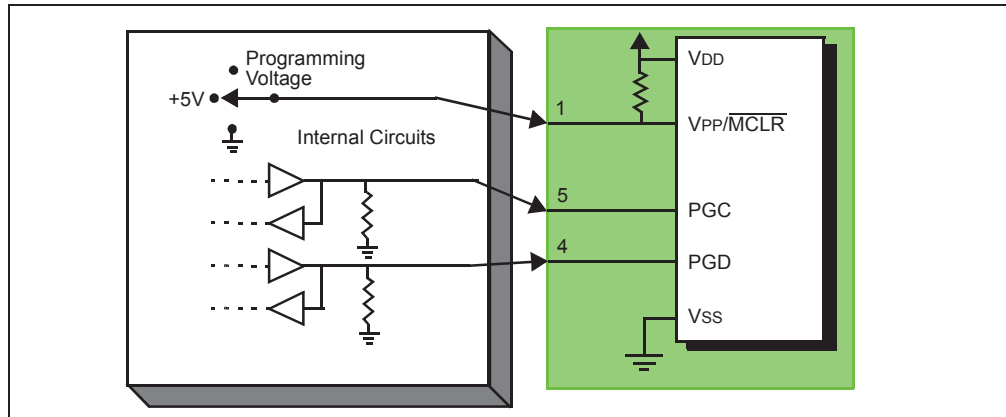 Programming
Voltage
+5V
Internal Circuits
1
5
4
VDD
VPP/MCLR
PGC
PGD
VSS